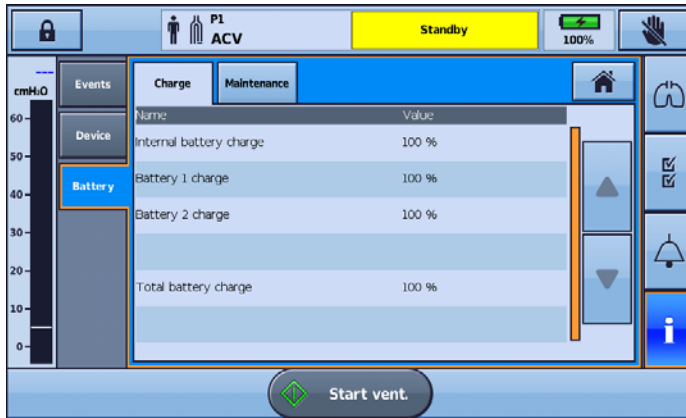 P1
ACV
Standby
100%
---
cmH2O
60
50
40
30
20
10
0
Events
Device
Battery
Charge
Maintenance
Name Value
Internal battery charge 100 %
Battery 1 charge 100 %
Battery 2 charge 100 %
Total battery charge 100 %
i
Start vent.